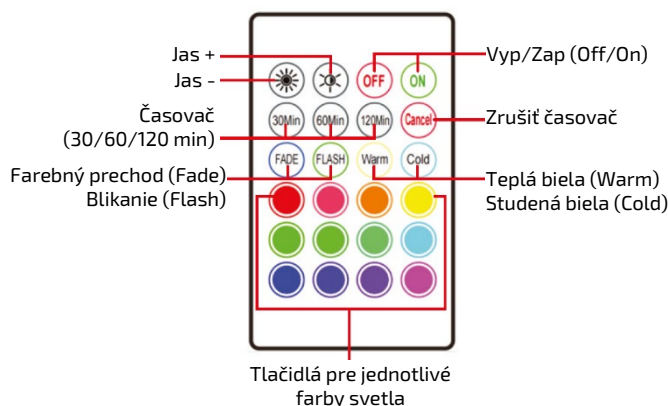 Jas +
Jas -
Vyp/Zap (Off/On)
OFF
ON
Časovač
(30/60/120 min)
30Min
60Min
120Min
Cancel
Zrušiť časovač
FADE
FLASH
Warm
Cold
Farebný prechod (Fade)
Blikanie (Flash)
Teplá biela (Warm)
Studená biela (Cold)
Tlačidlá pre jednotlivé
farby svetla